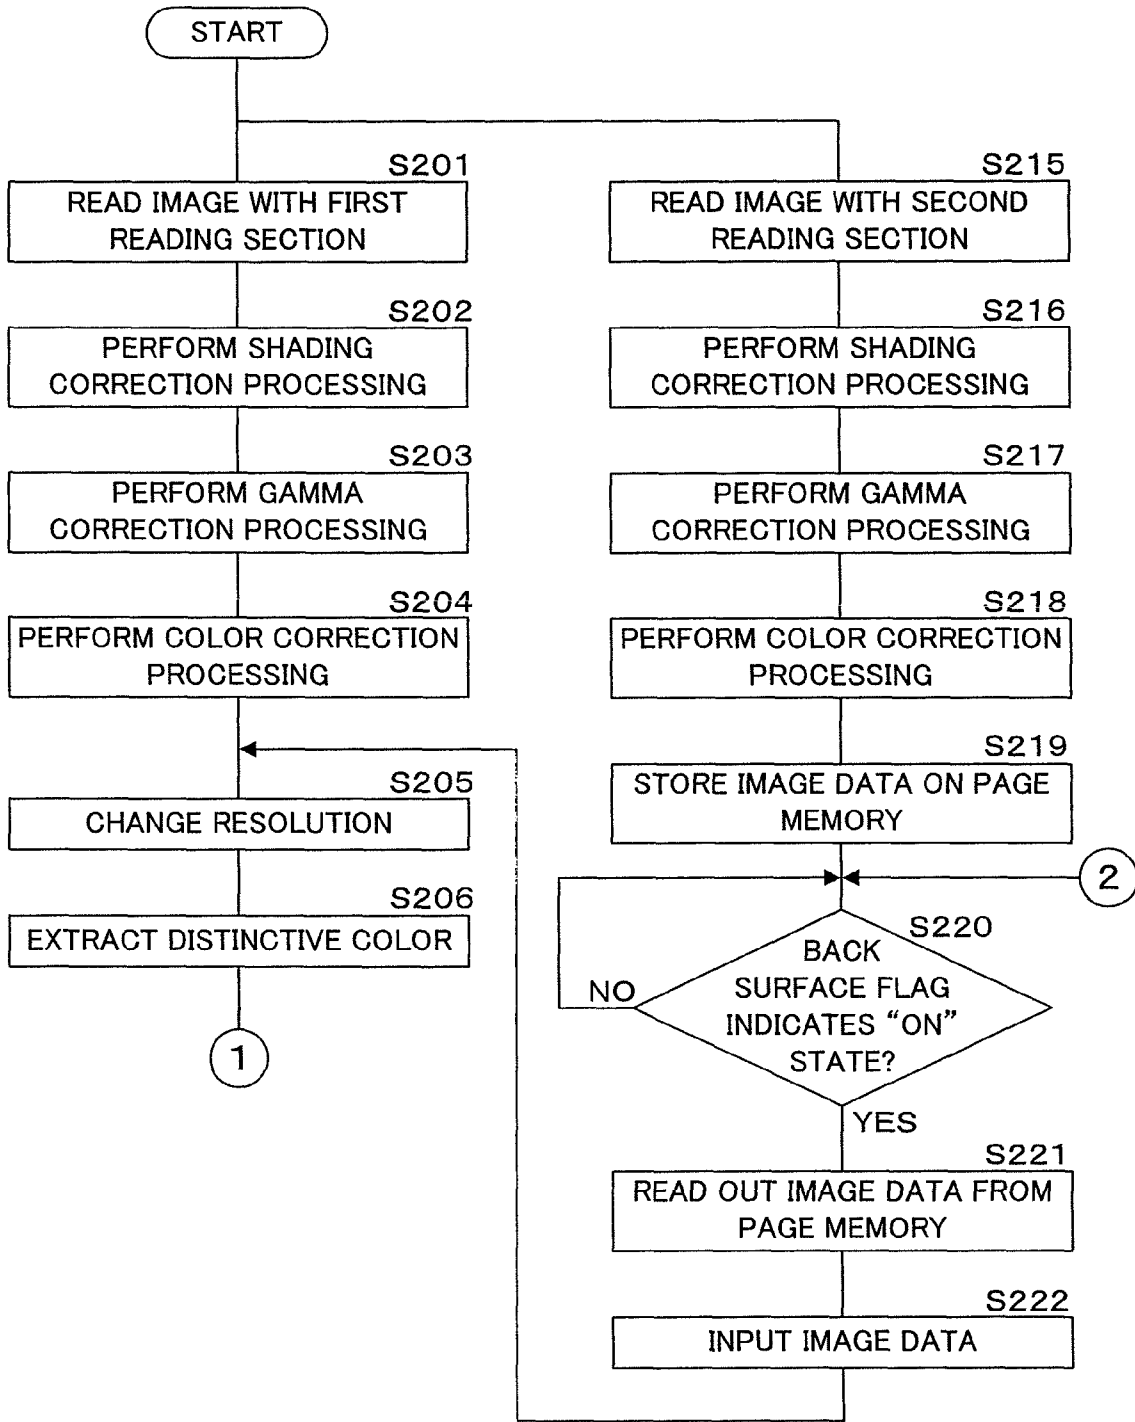 START
S201
READ IMAGE WITH FIRST
READING SECTION
S202
PERFORM SHADING
CORRECTION PROCESSING
S203
PERFORM GAMMA
CORRECTION PROCESSING
S204
PERFORM COLOR CORRECTION
PROCESSING
S205
CHANGE RESOLUTION
S206
EXTRACT DISTINCTIVE COLOR
1
S215
READ IMAGE WITH SECOND
READING SECTION
S216
PERFORM SHADING
CORRECTION PROCESSING
S217
PERFORM GAMMA
CORRECTION PROCESSING
S218
PERFORM COLOR CORRECTION
PROCESSING
S219
STORE IMAGE DATA ON PAGE
MEMORY
2
S220
BACK
SURFACE FLAG
INDICATES “ON”
STATE?
NO
YES
S221
READ OUT IMAGE DATA FROM
PAGE MEMORY
S222
INPUT IMAGE DATA